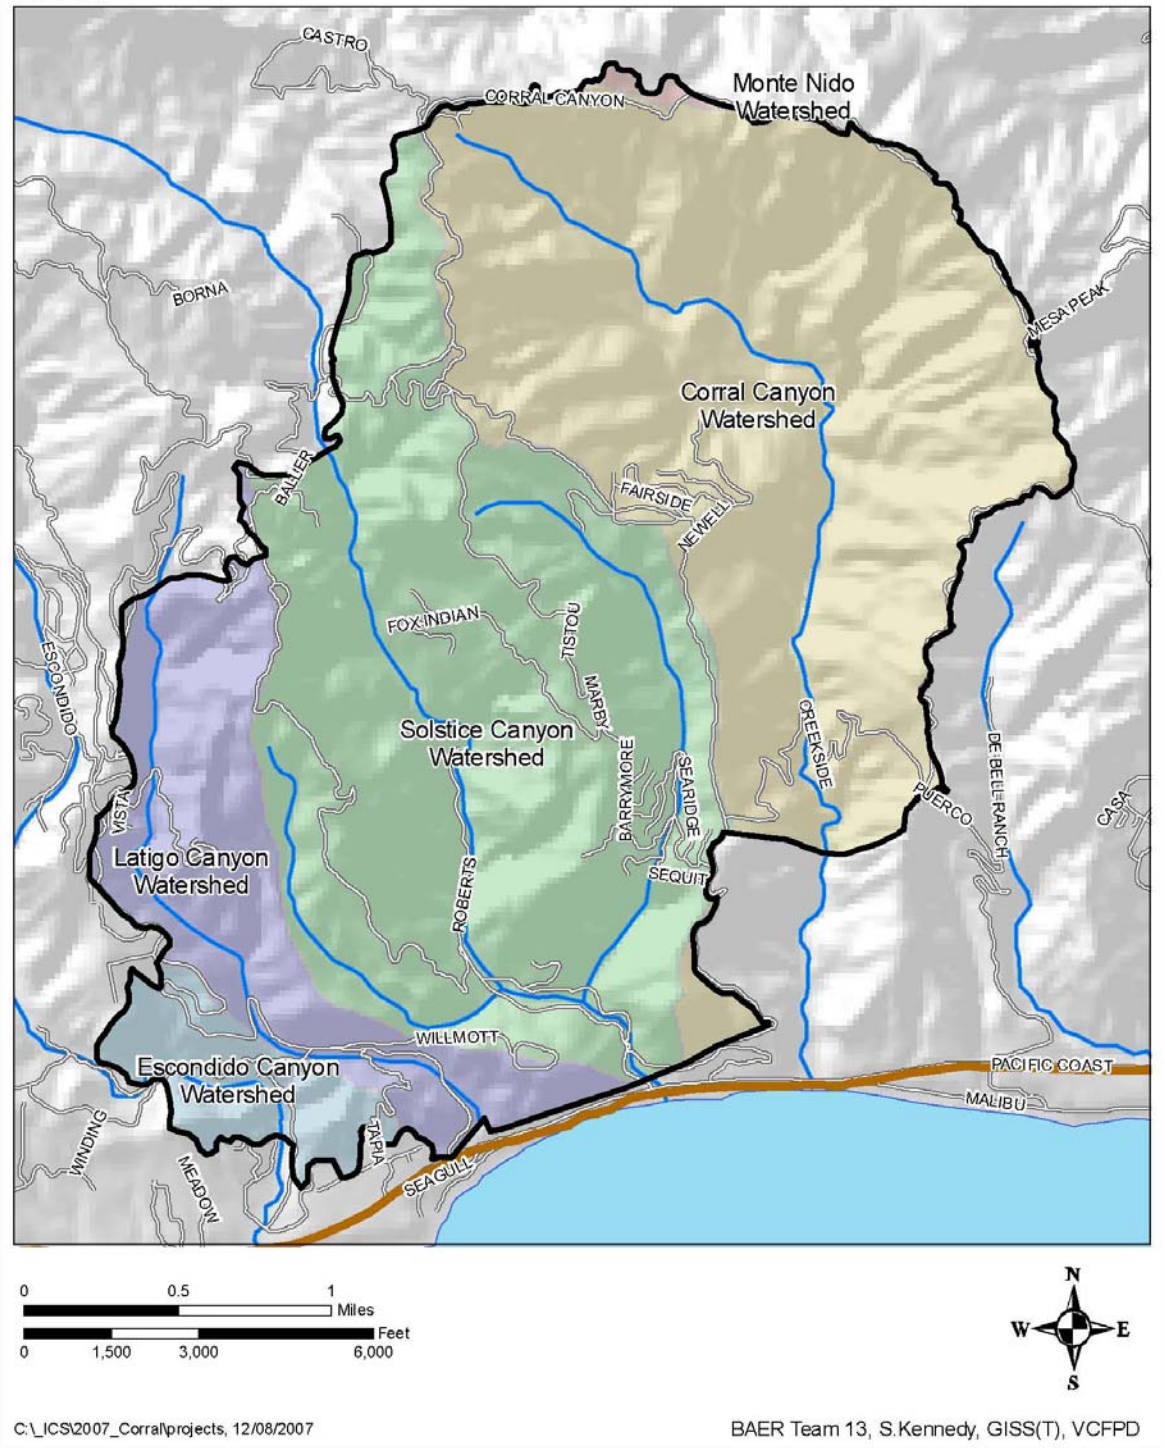 CASTRO
CORRAL CANYON
Monte Nido
Watershed
BORNA
MESA PEAK
Corral Canyon
Watershed
BALLER
FAIRSIDE
NEWELL
FOX INDIAN
TISTOU
ESCONDIDO
MARBY
Solstice Canyon
Watershed
CREEKSIDE
BARRYMORE
SEARIDGE
DE BELL RANCH
PUERCO
CASA
VISTA
Latigo Canyon
Watershed
ROBERTS
SEQUIT
WILLMOTT
Escondido Canyon
Watershed
PACIFIC COAST
MALIBU
WINDING
TAPIA
MEADOW
SEAGULL
0 0.5 1
Miles
Feet
0 1,500 3,000 6,000
N
W E
S
C:\_ICS\2007_Corral\projects, 12/08/2007
BAER Team 13, S.Kennedy, GISS(T), VCFPD